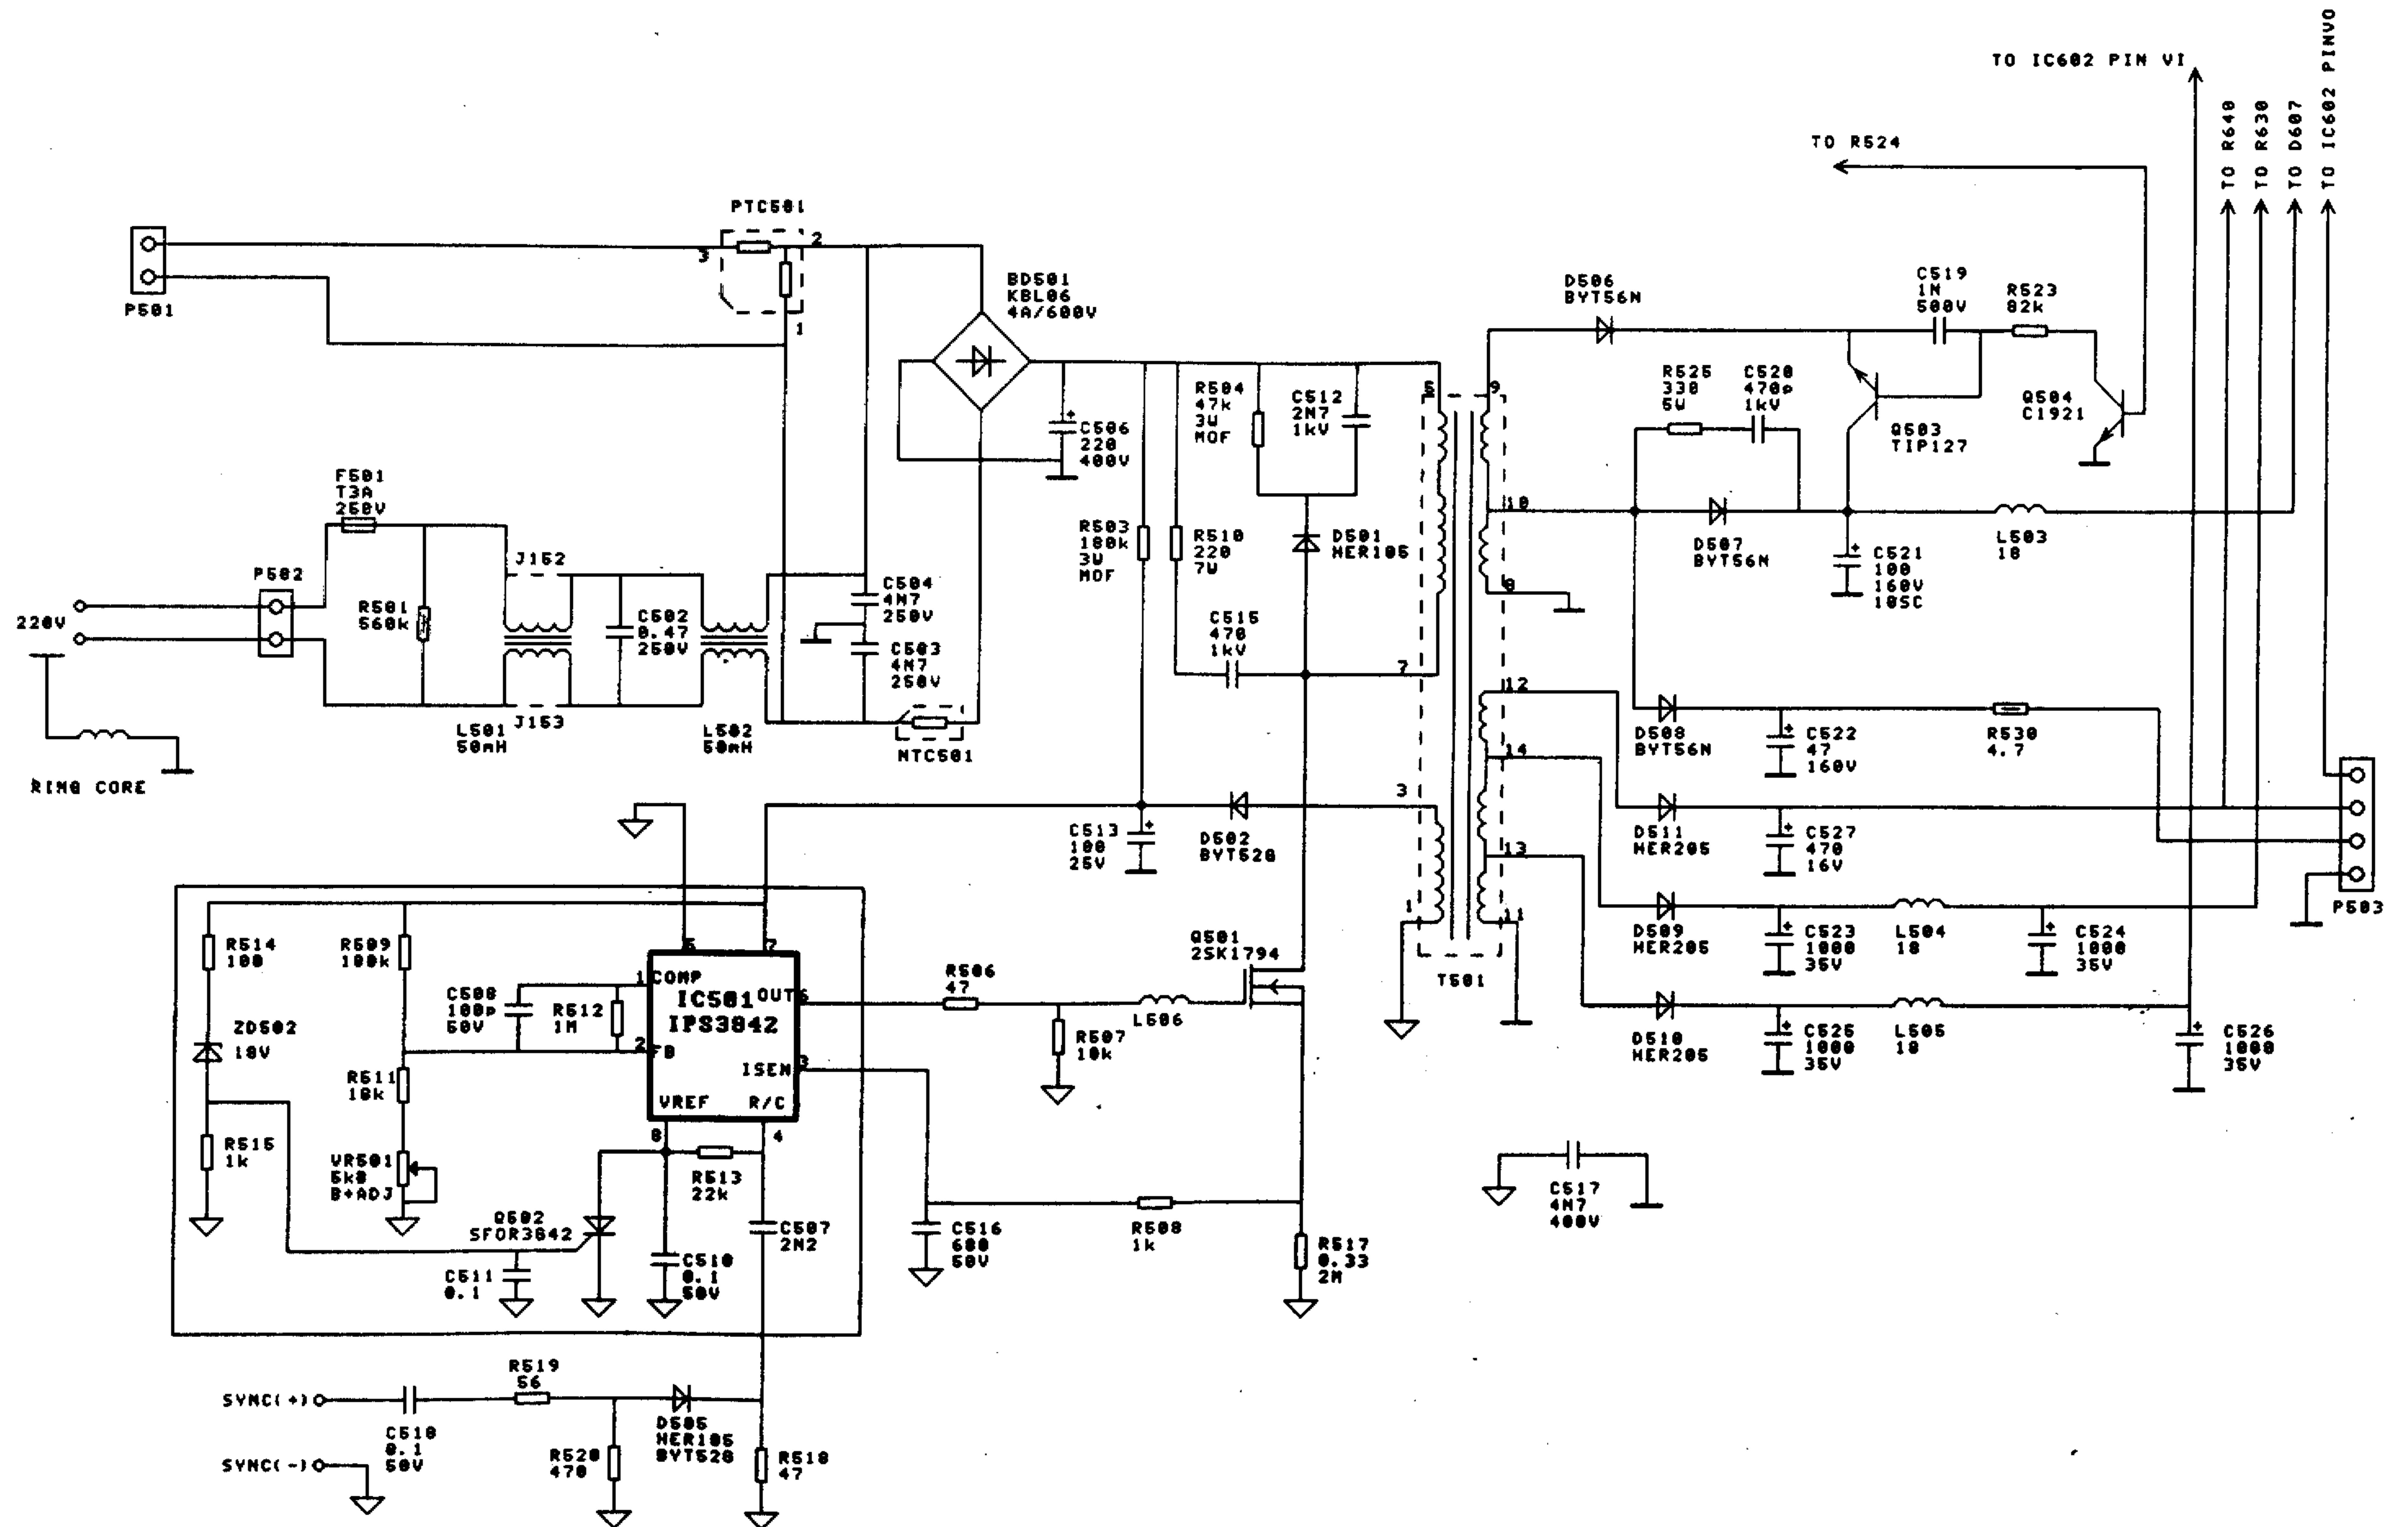 TO IC602 PIN VI
TO R640
TO R630
TO D607
TO IC602 PINVO
TO R524
PTC501
3
2
1
P501
BD501
KBL06
4A/600V
D506
BYT56N
C519
1N
500V
R523
82k
R525
330
5W
C520
470p
1kV
Q503
TIP127
Q504
C1921
C506
220
400V
R504
47k
3W
MOF
C512
2N7
1kV
5
9
F501
T3A
250V
J152
P502
R501
560k
220V
C502
0.47
250V
C504
4N7
250V
C503
4N7
250V
L501
50mH
J153
L502
50mH
NTC501
RING CORE
R503
180k
3W
MOF
R510
220
7W
D501
HER105
C515
470
1kV
7
10
8
D507
BYT56N
C521
100
160V
105C
L503
10
12
14
D508
BYT56N
C522
47
160V
R530
4.7
3
C513
100
25V
D502
BYT52G
D511
HER205
C527
470
16V
13
1
11
T501
D509
HER205
C523
1000
35V
L504
10
C524
1000
35V
P503
D510
HER205
C525
1000
35V
L505
10
C526
1000
35V
R514
100
R509
100k
5
7
C508
100p
50V
R512
1M
1
COMP
IC501
IPS3842
OUT
6
2
FB
ISEN
3
VREF
R/C
8
4
ZD502
18V
R511
18k
R515
1k
VR501
5kB
B+ADJ
R513
22k
Q502
SFOR3842
C511
0.1
C510
0.1
50V
C507
2N2
R506
47
R507
10k
L506
Q501
2SK1794
C516
680
50V
R508
1k
R517
0.33
2M
C517
4N7
400V
SYNC(+)
C518
0.1
50V
R519
56
R520
470
D505
HER105
BYT52G
R518
47
SYNC(-)